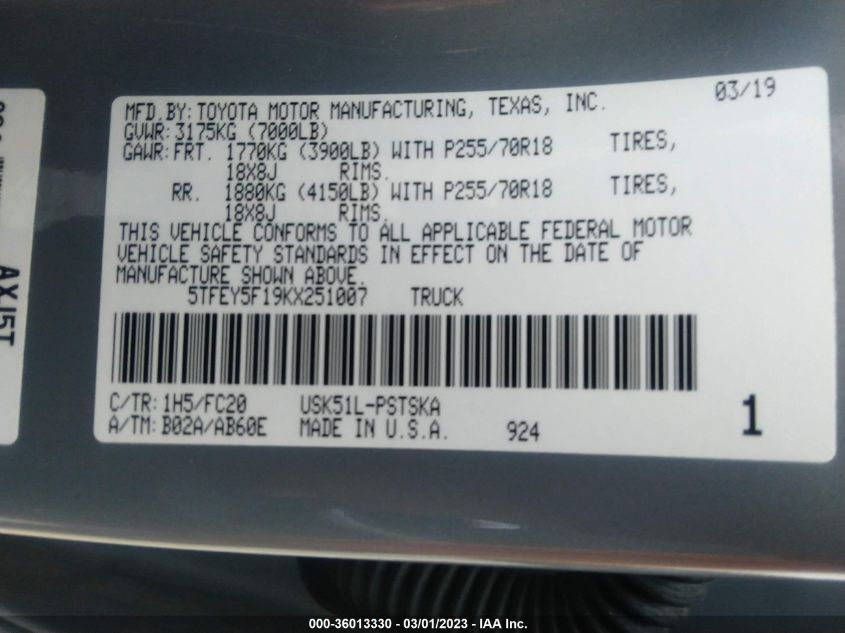 MFD.BY: TOYOTA MOTOR MANUFACTURING, TEXAS, INC. 03/19
GVWR: 3175KG (7000LB)
GAWR: FRT. 1770KG (3900LB) WITH P255/70R18 TIRES,
18X8J RIMS.
RR. 1880KG (4150LB) WITH P255/70R18 TIRES,
18X8J RIMS.
THIS VEHICLE CONFORMS TO ALL APPLICABLE FEDERAL MOTOR
VEHICLE SAFETY STANDARDS IN EFFECT ON THE DATE OF
MANUFACTURE SHOWN ABOVE.
5TFEY5F19KX251007 TRUCK
C/TR: 1H5/FC20 USK51L-PSTSKA
A/TM: B02A/AB60E MADE IN U.S.A. 924
1
AXJ5T
000-36013330 - 03/01/2023 - IAA Inc.